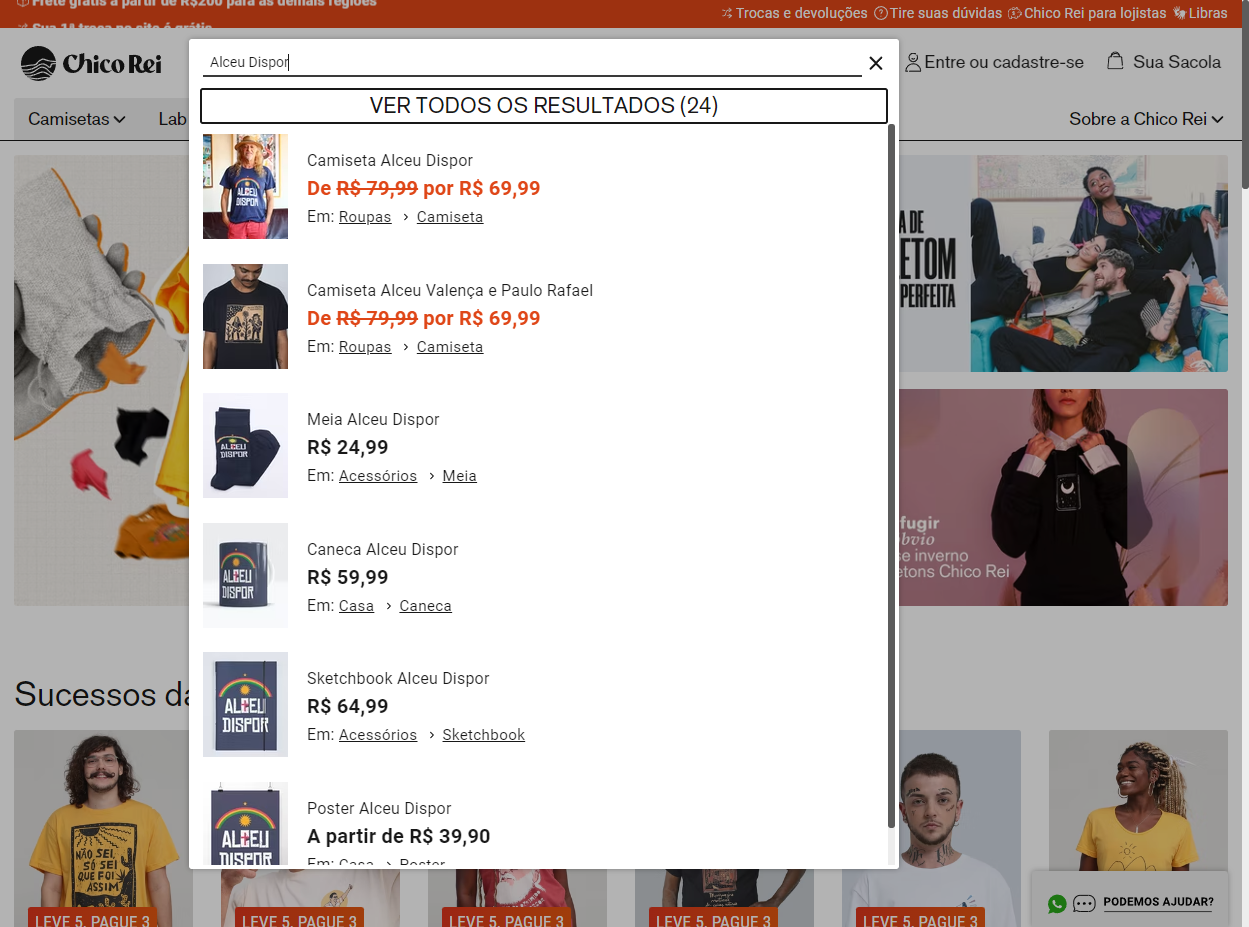 Frete grátis a partir de R$200 para as demais regiões
Sua 1ª troca no site é grátis
Trocas e devoluções
Tire suas dúvidas
Chico Rei para lojistas
Libras
Chico Rei
Alceu Dispor
Entre ou cadastre-se
Sua Sacola
Camisetas
Lab
Sobre a Chico Rei
VER TODOS OS RESULTADOS (24)
Camiseta Alceu Dispor
De R$ 79,99 por R$ 69,99
Em: Roupas › Camiseta
Camiseta Alceu Valença e Paulo Rafael
De R$ 79,99 por R$ 69,99
Em: Roupas › Camiseta
Meia Alceu Dispor
R$ 24,99
Em: Acessórios › Meia
Caneca Alceu Dispor
R$ 59,99
Em: Casa › Caneca
Sketchbook Alceu Dispor
R$ 64,99
Em: Acessórios › Sketchbook
Poster Alceu Dispor
A partir de R$ 39,90
Em: Casa › Poster
ALCEU
DISPOR
ALCEU
DISPOR
ALCEU
DISPOR
ALCEU
DISPOR
ALCEU
DISPOR
A DE
ETOM
PERFEITA
fugir
óbvio
se inverno
etons Chico Rei
Sucessos da
NÃO SEI,
SÓ SEI
QUE FOI
ASSIM
LEVE 5, PAGUE 3
LEVE 5, PAGUE 3
LEVE 5, PAGUE 3
LEVE 5, PAGUE 3
LEVE 5, PAGUE 3
PODEMOS AJUDAR?